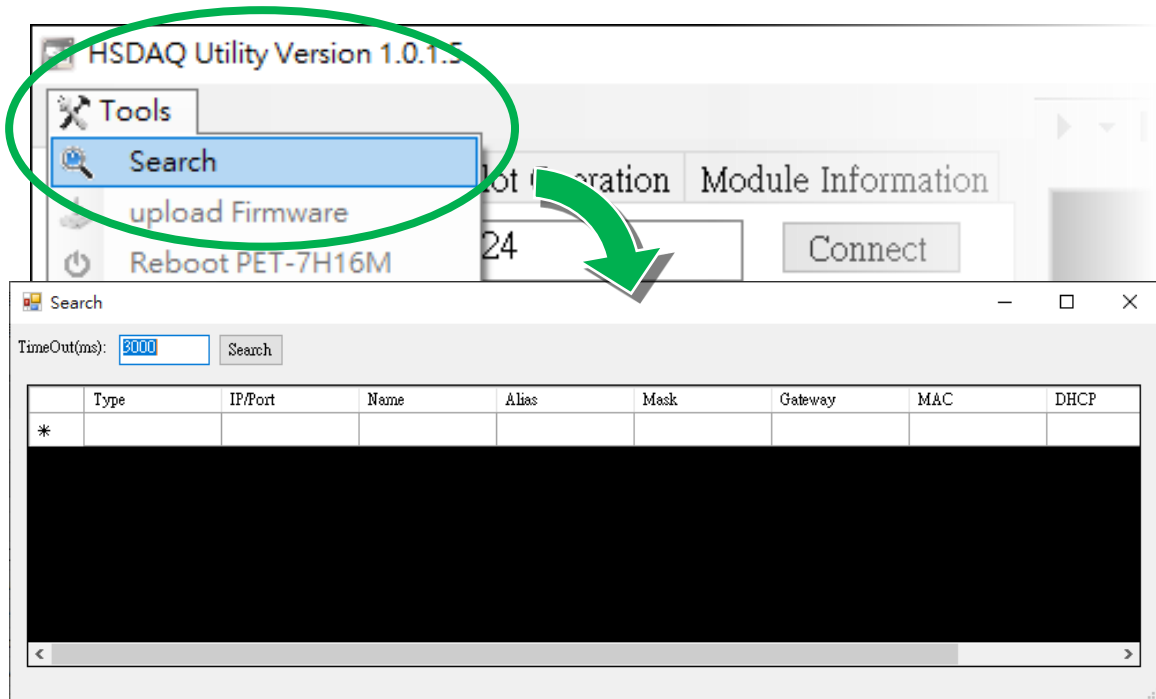 HSDAQ Utility Version 1.0.1.5
Tools
Search
upload Firmware
Reboot PET-7H16M
Module Information
24
Connect
Search
TimeOut(ms): 3000 Search
Type IP/Port Name Alias Mask Gateway MAC DHCP
*